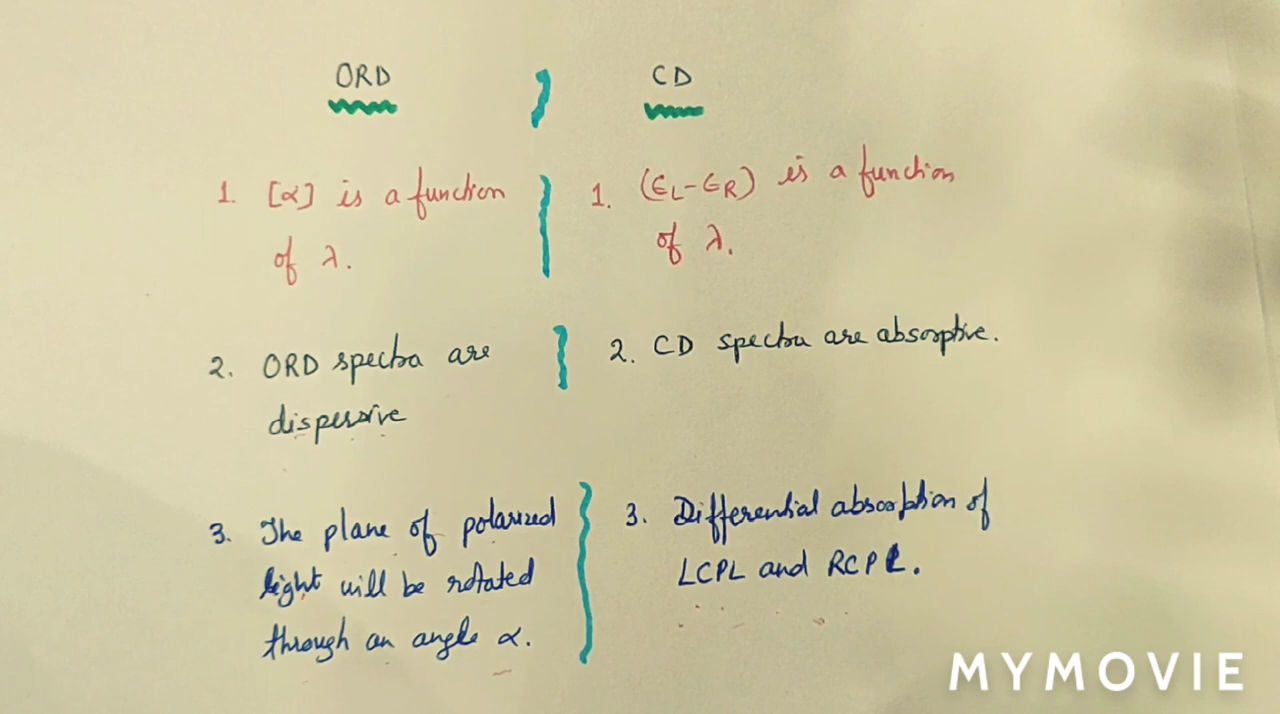 ORD
CD
1. [α] is a function
of λ.
1. (ϵL-ϵR) is a function
of λ.
2. ORD spectra are
dispersive
2. CD spectra are absorptive.
3. The plane of polarized
light will be rotated
through an angle α.
3. Differential absorption of
LCPL and RCPL.
MYMOVIE